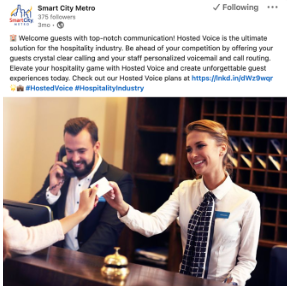 Smart City Metro
✓ Following
375 followers
3mo •
Welcome guests with top-notch communication! Hosted Voice is the ultimate
solution for the hospitality industry. Be ahead of your competition by offering your
guests crystal clear calling and your staff personalized voicemail and call routing.
Elevate your hospitality game with Hosted Voice and create unforgettable guest
experiences today. Check out our Hosted Voice plans at https://lnkd.in/dWz9wqr
#HostedVoice #HospitalityIndustry